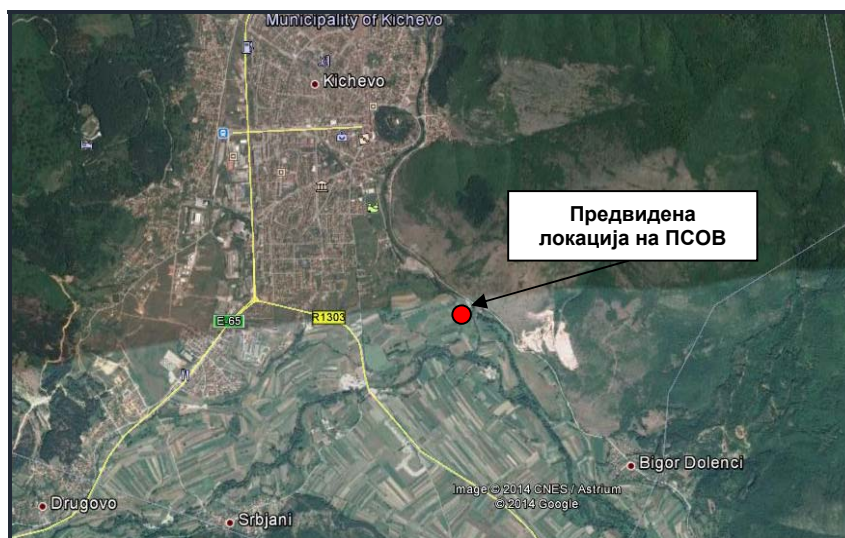 Municipality of Kichevo
Kichevo
Предвидена
локација на ПСОВ
E-65
R1303
Bigor Dolenci
Image © 2014 CNES / Astrium
© 2014 Google
Drugovo
Srbjani